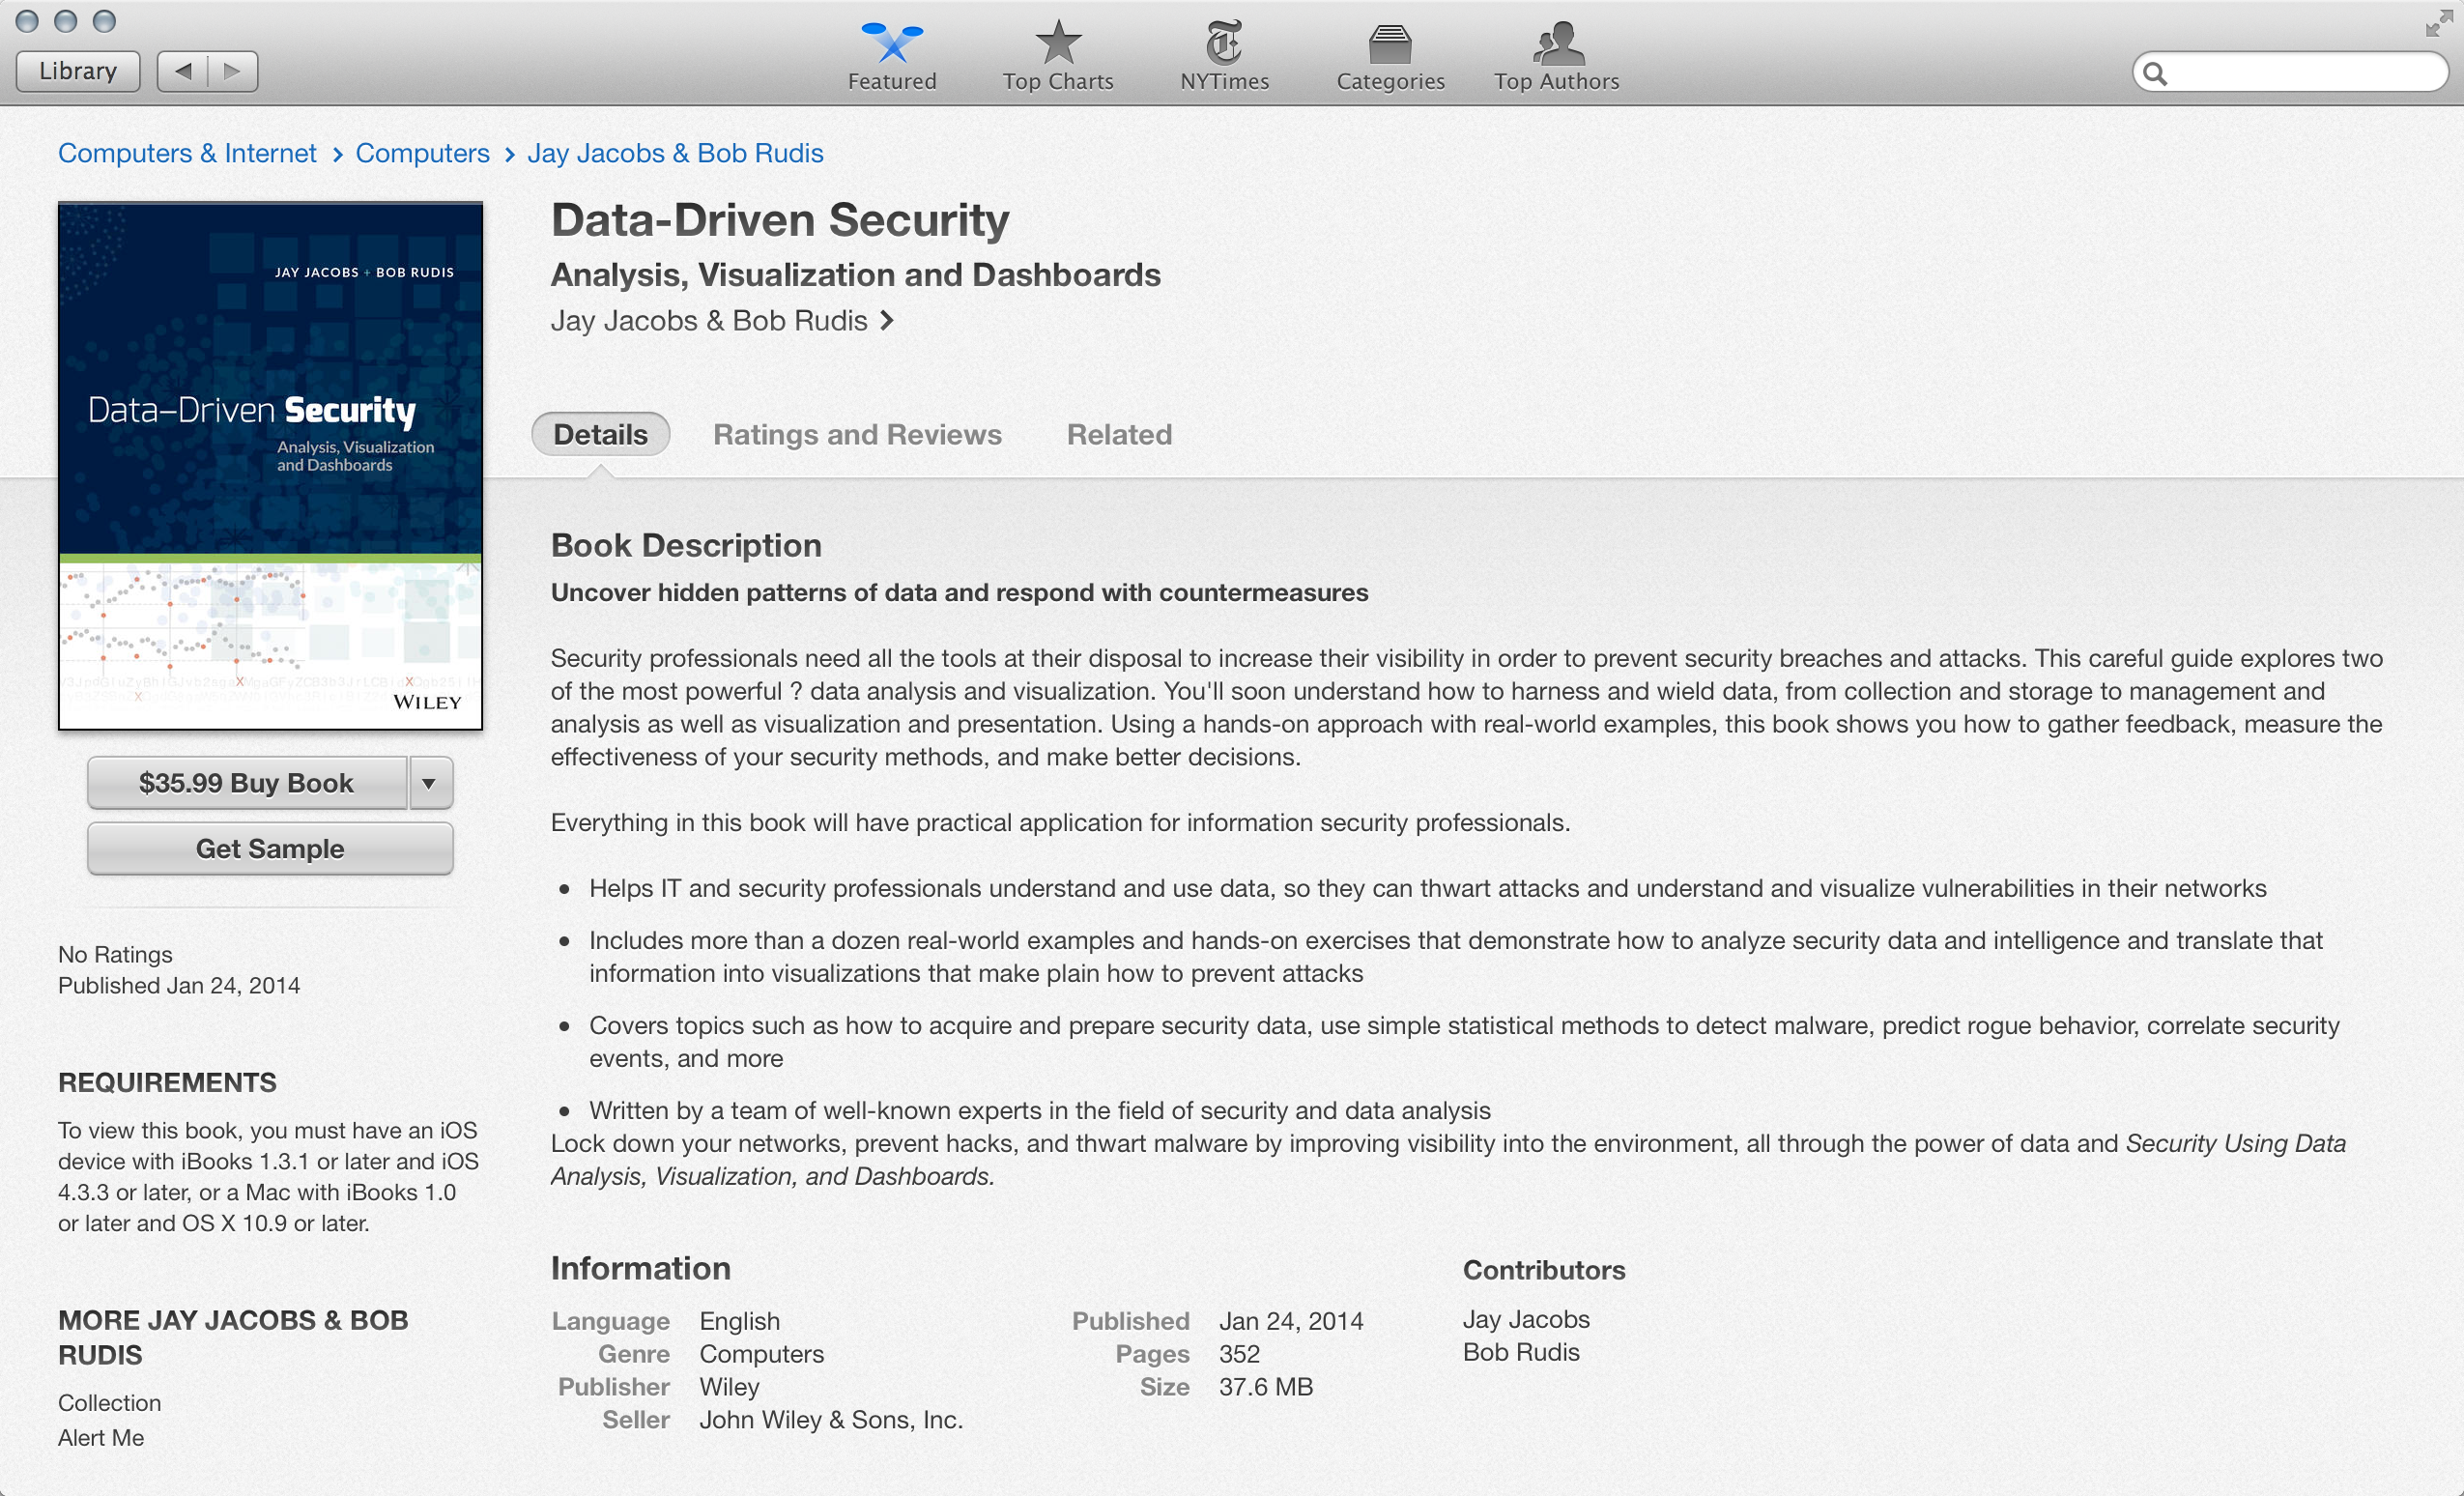 Library
Featured
Top Charts
NYTimes
Categories
Top Authors
Computers & Internet > Computers > Jay Jacobs & Bob Rudis
JAY JACOBS + BOB RUDIS
Data–Driven Security
Analysis, Visualization
and Dashboards
WILEY
$35.99 Buy Book
Get Sample
No Ratings
Published Jan 24, 2014
REQUIREMENTS
To view this book, you must have an iOS
device with iBooks 1.3.1 or later and iOS
4.3.3 or later, or a Mac with iBooks 1.0
or later and OS X 10.9 or later.
MORE JAY JACOBS & BOB
RUDIS
Collection
Alert Me
Data-Driven Security
Analysis, Visualization and Dashboards
Jay Jacobs & Bob Rudis >
Details
Ratings and Reviews
Related
Book Description
Uncover hidden patterns of data and respond with countermeasures
Security professionals need all the tools at their disposal to increase their visibility in order to prevent security breaches and attacks. This careful guide explores two
of the most powerful ? data analysis and visualization. You'll soon understand how to harness and wield data, from collection and storage to management and
analysis as well as visualization and presentation. Using a hands-on approach with real-world examples, this book shows you how to gather feedback, measure the
effectiveness of your security methods, and make better decisions.
Everything in this book will have practical application for information security professionals.
• Helps IT and security professionals understand and use data, so they can thwart attacks and understand and visualize vulnerabilities in their networks
• Includes more than a dozen real-world examples and hands-on exercises that demonstrate how to analyze security data and intelligence and translate that
information into visualizations that make plain how to prevent attacks
• Covers topics such as how to acquire and prepare security data, use simple statistical methods to detect malware, predict rogue behavior, correlate security
events, and more
• Written by a team of well-known experts in the field of security and data analysis
Lock down your networks, prevent hacks, and thwart malware by improving visibility into the environment, all through the power of data and Security Using Data
Analysis, Visualization, and Dashboards.
Information
Language English
Genre Computers
Publisher Wiley
Seller John Wiley & Sons, Inc.
Published Jan 24, 2014
Pages 352
Size 37.6 MB
Contributors
Jay Jacobs
Bob Rudis